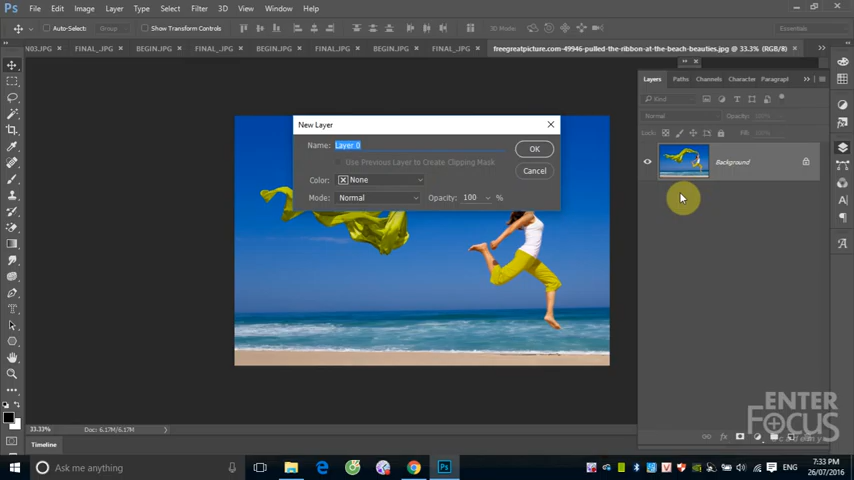 Ps File Edit Image Layer Type Select Filter 3D View Window Help
Auto-Select: Show Transform Controls 3D Mode: Essentials
N03.JPG FINAL_.JPG BEGIN.JPG FINAL_.JPG BEGIN.JPG FINAL_.JPG BEGIN.JPG FINAL_.JPG freegreatpicture.com-49946-pulled-the-ribbon-at-the-beach-beauties.jpg @ 33.3% (RGB/8)
Layers Paths Channels Character Paragraph
Kind
Normal Opacity:
Lock: Fill:
Background
New Layer
Name: Layer 0
OK
Use Previous Layer to Create Clipping Mask
Cancel
Color: None
Mode: Normal Opacity: 100 %
ENTER
FOCUS
33.33% Doc: 6.17M/6.17M
Timeline
Ask me anything
Ps
ENG
7:33 PM
26/07/2016